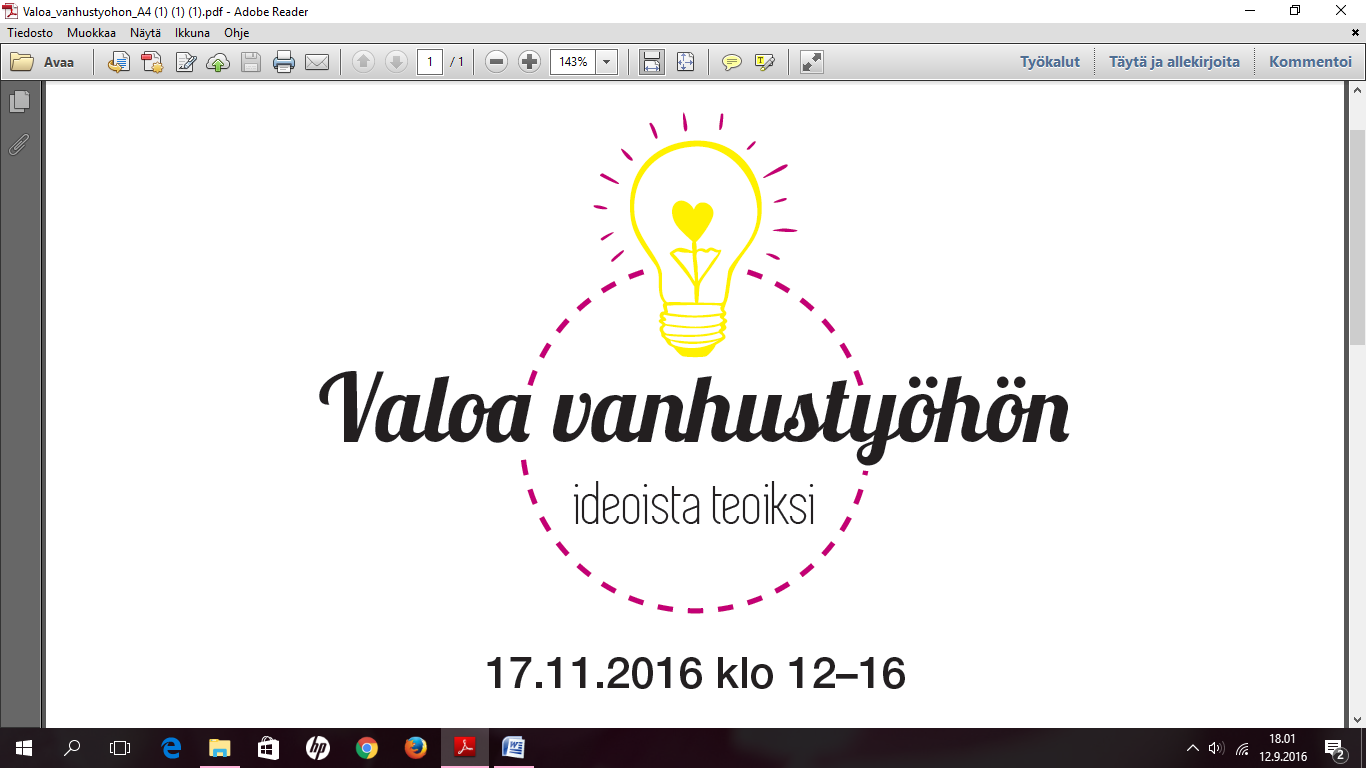 Valoa_vanhustyohon_A4 (1) (1) (1).pdf - Adobe Reader
Tiedosto Muokkaa Näytä Ikkuna Ohje
Avaa 1 / 1 143% Työkalut Täytä ja allekirjoita Kommentoi
Valoa vanhustyöhön
ideoista teoiksi
17.11.2016 klo 12–16
18.01
12.9.2016
2